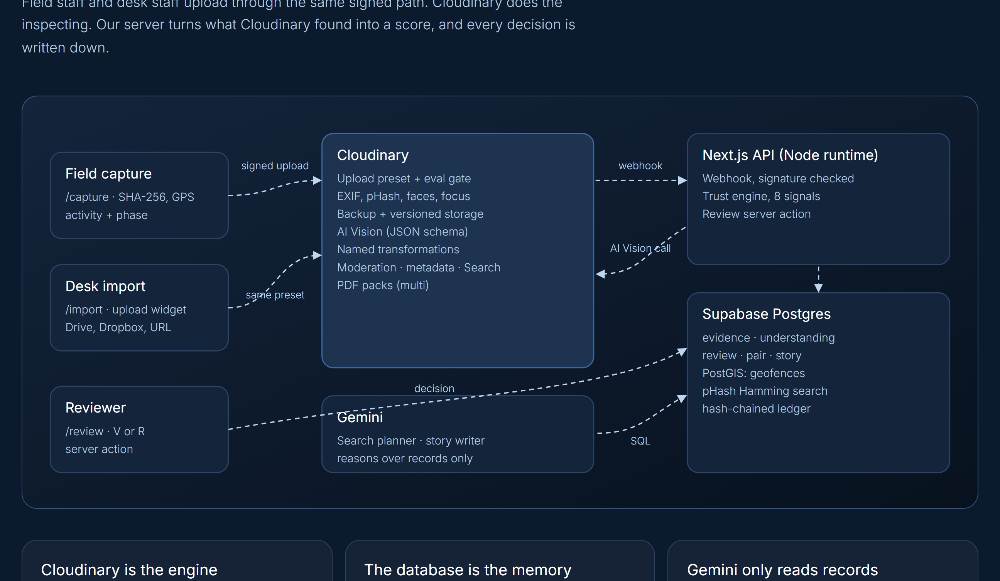 Field staff and desk staff upload through the same signed path. Cloudinary does the
inspecting. Our server turns what Cloudinary found into a score, and every decision is
written down.
Field capture
/capture · SHA-256, GPS
activity + phase
signed upload
Cloudinary
Upload preset + eval gate
EXIF, pHash, faces, focus
Backup + versioned storage
AI Vision (JSON schema)
Named transformations
Moderation · metadata · Search
PDF packs (multi)
webhook
Next.js API (Node runtime)
Webhook, signature checked
Trust engine, 8 signals
Review server action
AI Vision call
Desk import
/import · upload widget
Drive, Dropbox, URL
same preset
Supabase Postgres
evidence · understanding
review · pair · story
PostGIS: geofences
pHash Hamming search
hash-chained ledger
Reviewer
/review · V or R
server action
decision
Gemini
Search planner · story writer
reasons over records only
SQL
Cloudinary is the engine
The database is the memory
Gemini only reads records